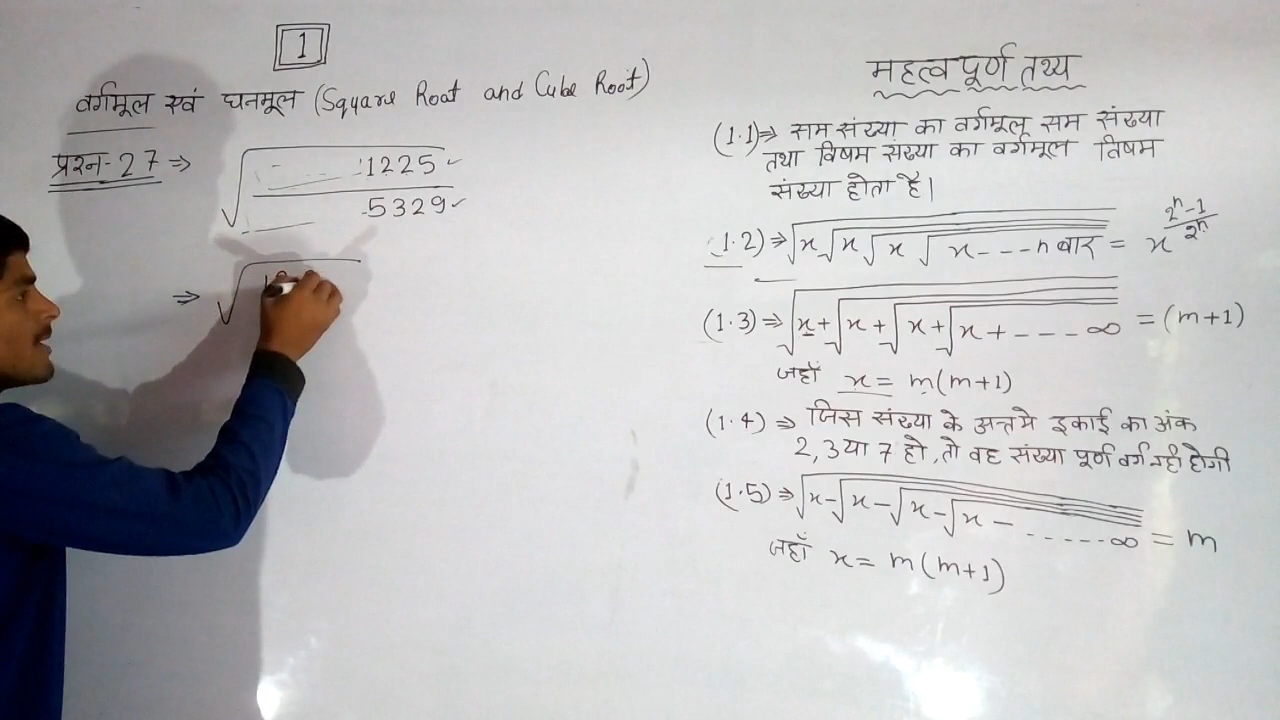 1
वर्गमूल एवं घनमूल (Square Root and Cube Root)
प्रश्न-27 ⇒ √(1225 / 5329)
⇒ √
महत्वपूर्ण तथ्य
(1.1)⇒ सम संख्या का वर्गमूल सम संख्या
तथा विषम संख्या का वर्गमूल विषम
संख्या होता है।
(1.2)⇒ √x√x√x√x---n बार = x^((2^n-1)/2^n)
(1.3)⇒ √x+√x+√x+√x+---∞ = (m+1)
जहाँ x = m(m+1)
(1.4)⇒ जिस संख्या के अन्त मे इकाई का अंक
2, 3 या 7 हो, तो वह संख्या पूर्ण वर्ग नही होगी
(1.5)⇒ √x-√x-√x-√x-......∞ = m
जहाँ x = m(m+1)